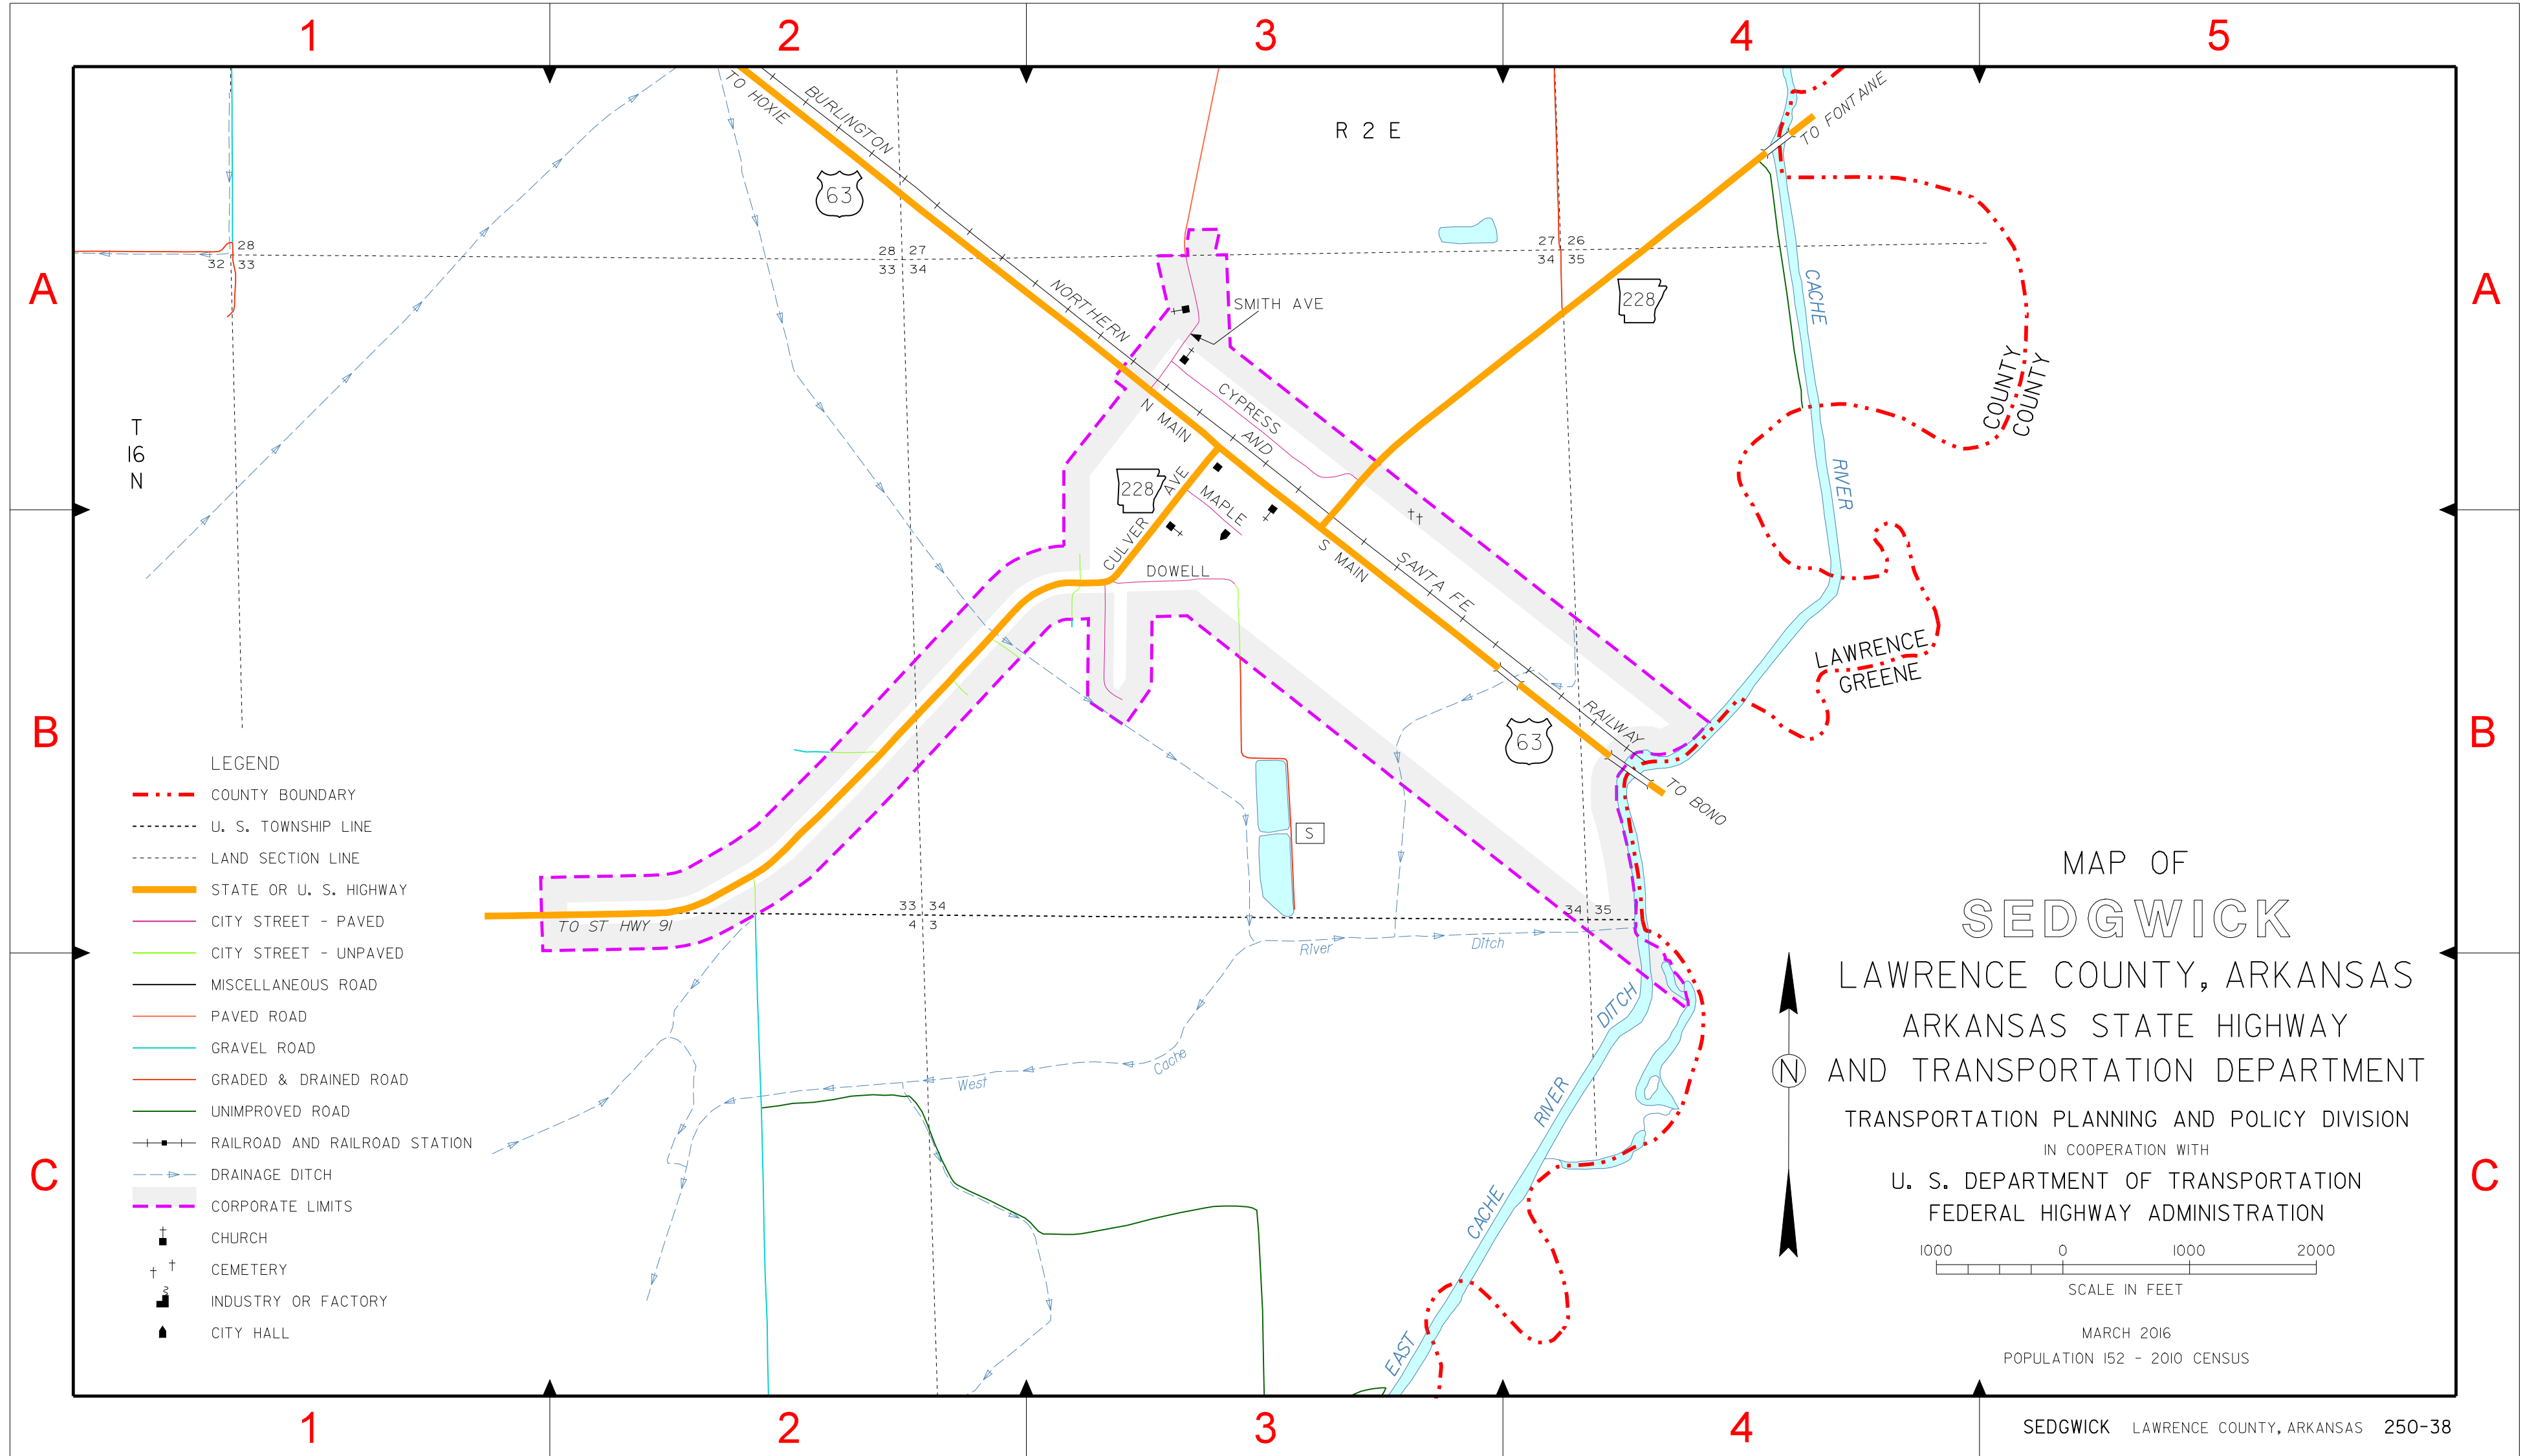 1 2 3 4 5
A
A
B
B
C
C
TO HOXIE
BURLINGTON
63
R 2 E
TO FONTAINE
28
32 33
28 27
33 34
27 26
34 35
NORTHERN
SMITH AVE
228
CACHE
RIVER
COUNTY
COUNTY
T
16
N
N MAIN
CYPRESS
AND
228
CULVER AVE
MAPLE
DOWELL
S MAIN
SANTA FE
RAILWAY
63
TO BONO
LAWRENCE
GREENE
S
TO ST HWY 91
33 34
4 3
34 35
River Ditch
West Cache
EAST CACHE RIVER DITCH
LEGEND
COUNTY BOUNDARY
U. S. TOWNSHIP LINE
LAND SECTION LINE
STATE OR U. S. HIGHWAY
CITY STREET - PAVED
CITY STREET - UNPAVED
MISCELLANEOUS ROAD
PAVED ROAD
GRAVEL ROAD
GRADED & DRAINED ROAD
UNIMPROVED ROAD
RAILROAD AND RAILROAD STATION
DRAINAGE DITCH
CORPORATE LIMITS
CHURCH
CEMETERY
INDUSTRY OR FACTORY
CITY HALL
MAP OF
SEDGWICK
LAWRENCE COUNTY, ARKANSAS
ARKANSAS STATE HIGHWAY
AND TRANSPORTATION DEPARTMENT
N
TRANSPORTATION PLANNING AND POLICY DIVISION
IN COOPERATION WITH
U. S. DEPARTMENT OF TRANSPORTATION
FEDERAL HIGHWAY ADMINISTRATION
1000 0 1000 2000
SCALE IN FEET
MARCH 2016
POPULATION 152 - 2010 CENSUS
1 2 3 4
SEDGWICK LAWRENCE COUNTY, ARKANSAS 250-38